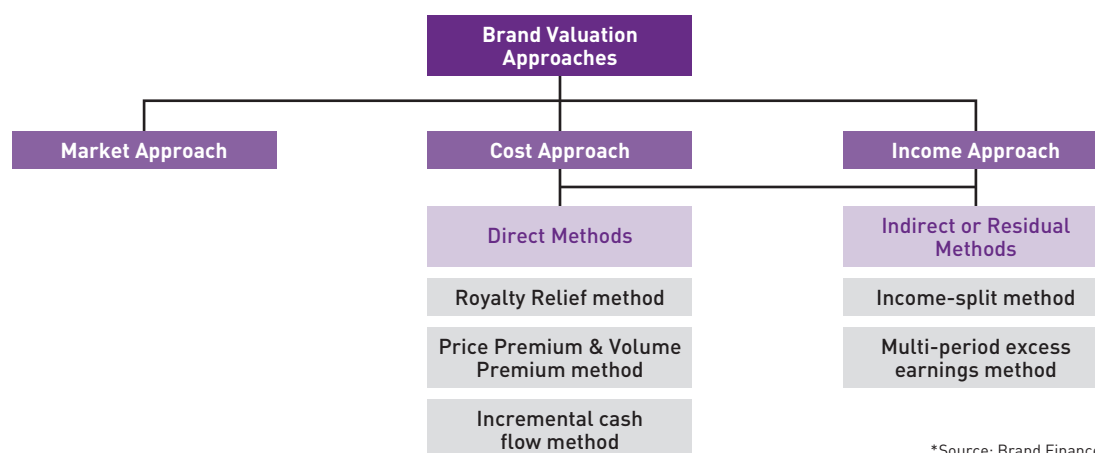 Brand Valuation
Approaches
Market Approach
Cost Approach
Income Approach
Direct Methods
Indirect or Residual
Methods
Royalty Relief method
Income-split method
Price Premium & Volume
Premium method
Multi-period excess
earnings method
Incremental cash
flow method
*Source: Brand Finance